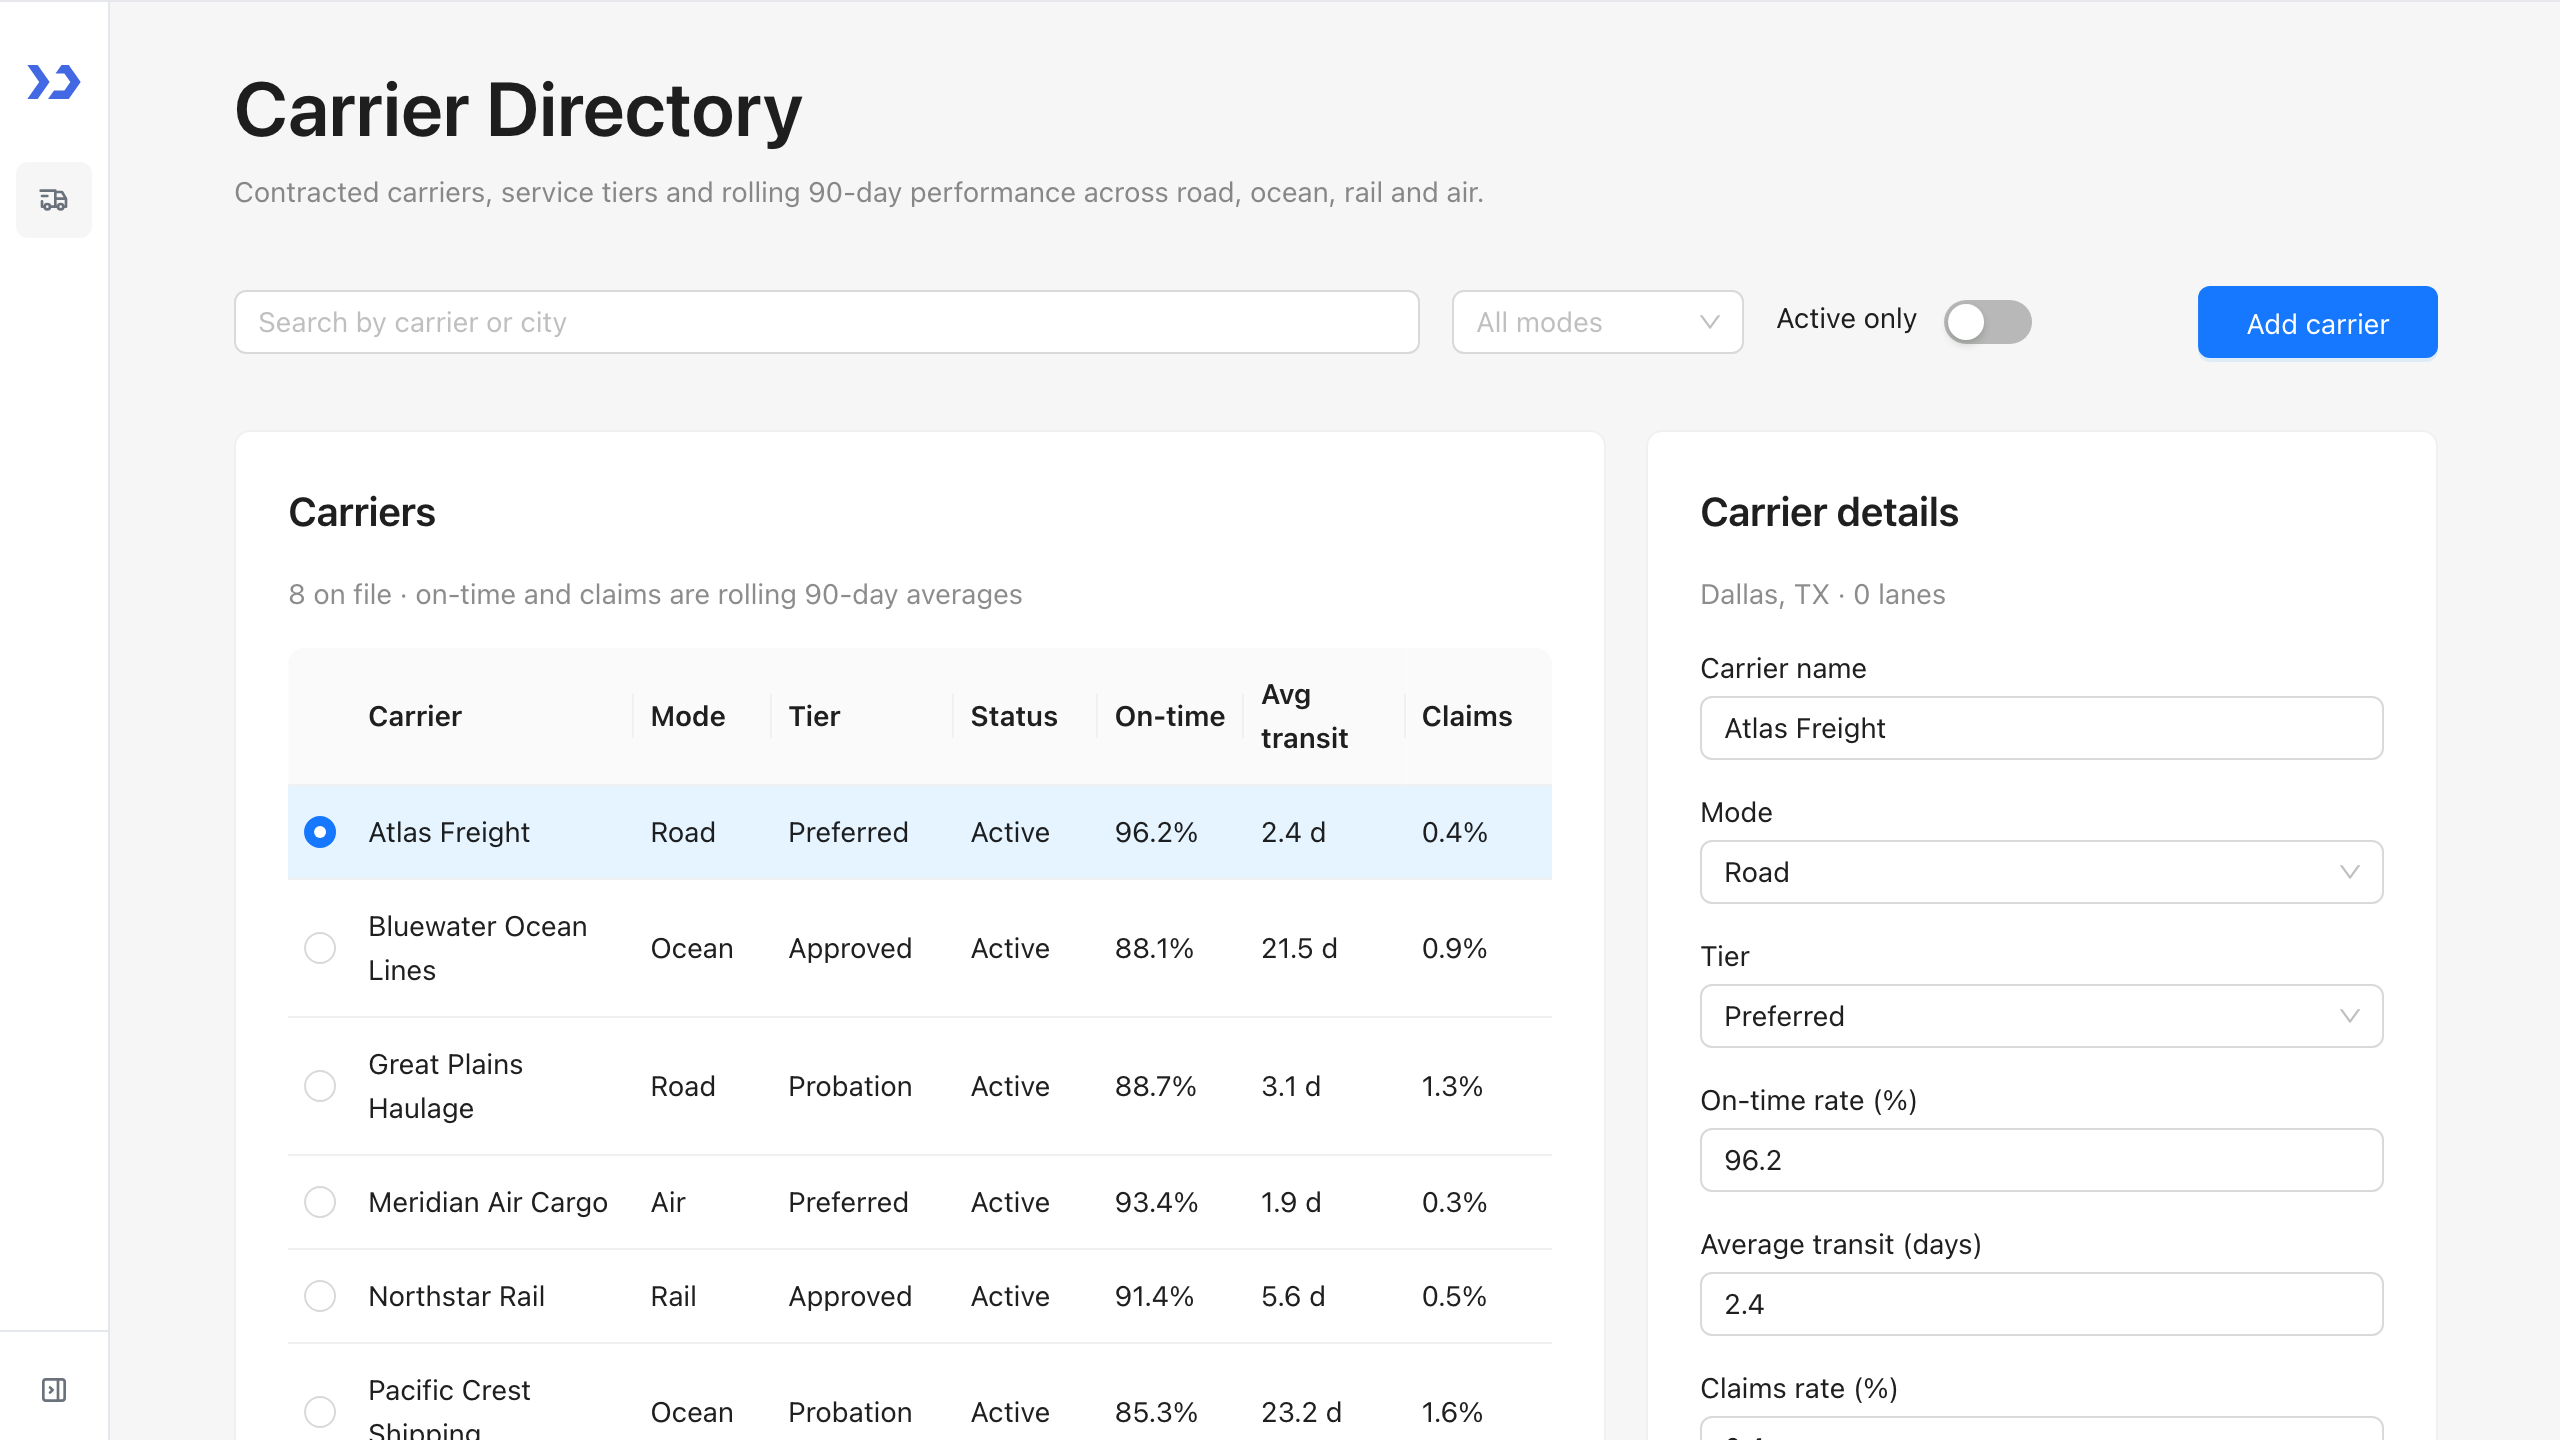 Carrier Directory
Contracted carriers, service tiers and rolling 90-day performance across road, ocean, rail and air.
Search by carrier or city
All modes
Active only
Add carrier
Carriers
8 on file · on-time and claims are rolling 90-day averages
Carrier Mode Tier Status On-time Avg transit Claims
Atlas Freight Road Preferred Active 96.2% 2.4 d 0.4%
Bluewater Ocean Lines Ocean Approved Active 88.1% 21.5 d 0.9%
Great Plains Haulage Road Probation Active 88.7% 3.1 d 1.3%
Meridian Air Cargo Air Preferred Active 93.4% 1.9 d 0.3%
Northstar Rail Rail Approved Active 91.4% 5.6 d 0.5%
Pacific Crest Shipping Ocean Probation Active 85.3% 23.2 d 1.6%
Carrier details
Dallas, TX · 0 lanes
Carrier name
Atlas Freight
Mode
Road
Tier
Preferred
On-time rate (%)
96.2
Average transit (days)
2.4
Claims rate (%)